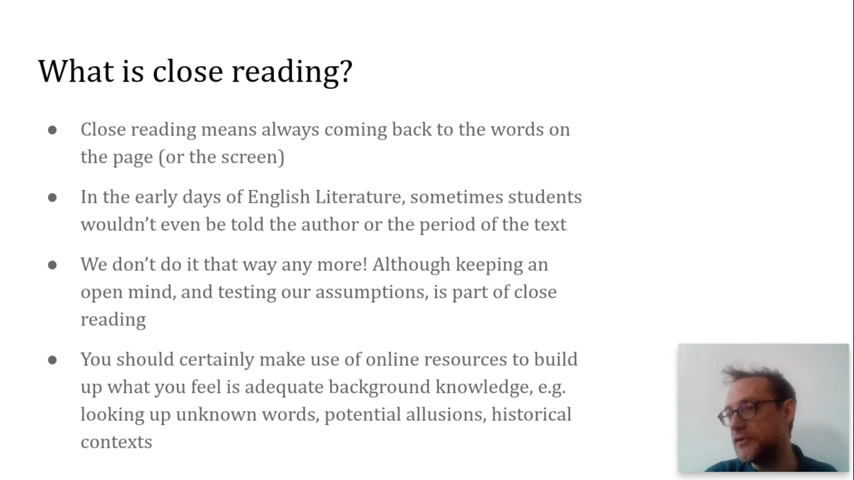 What is close reading?
● Close reading means always coming back to the words on
the page (or the screen)
● In the early days of English Literature, sometimes students
wouldn’t even be told the author or the period of the text
● We don’t do it that way any more! Although keeping an
open mind, and testing our assumptions, is part of close
reading
● You should certainly make use of online resources to build
up what you feel is adequate background knowledge, e.g.
looking up unknown words, potential allusions, historical
contexts